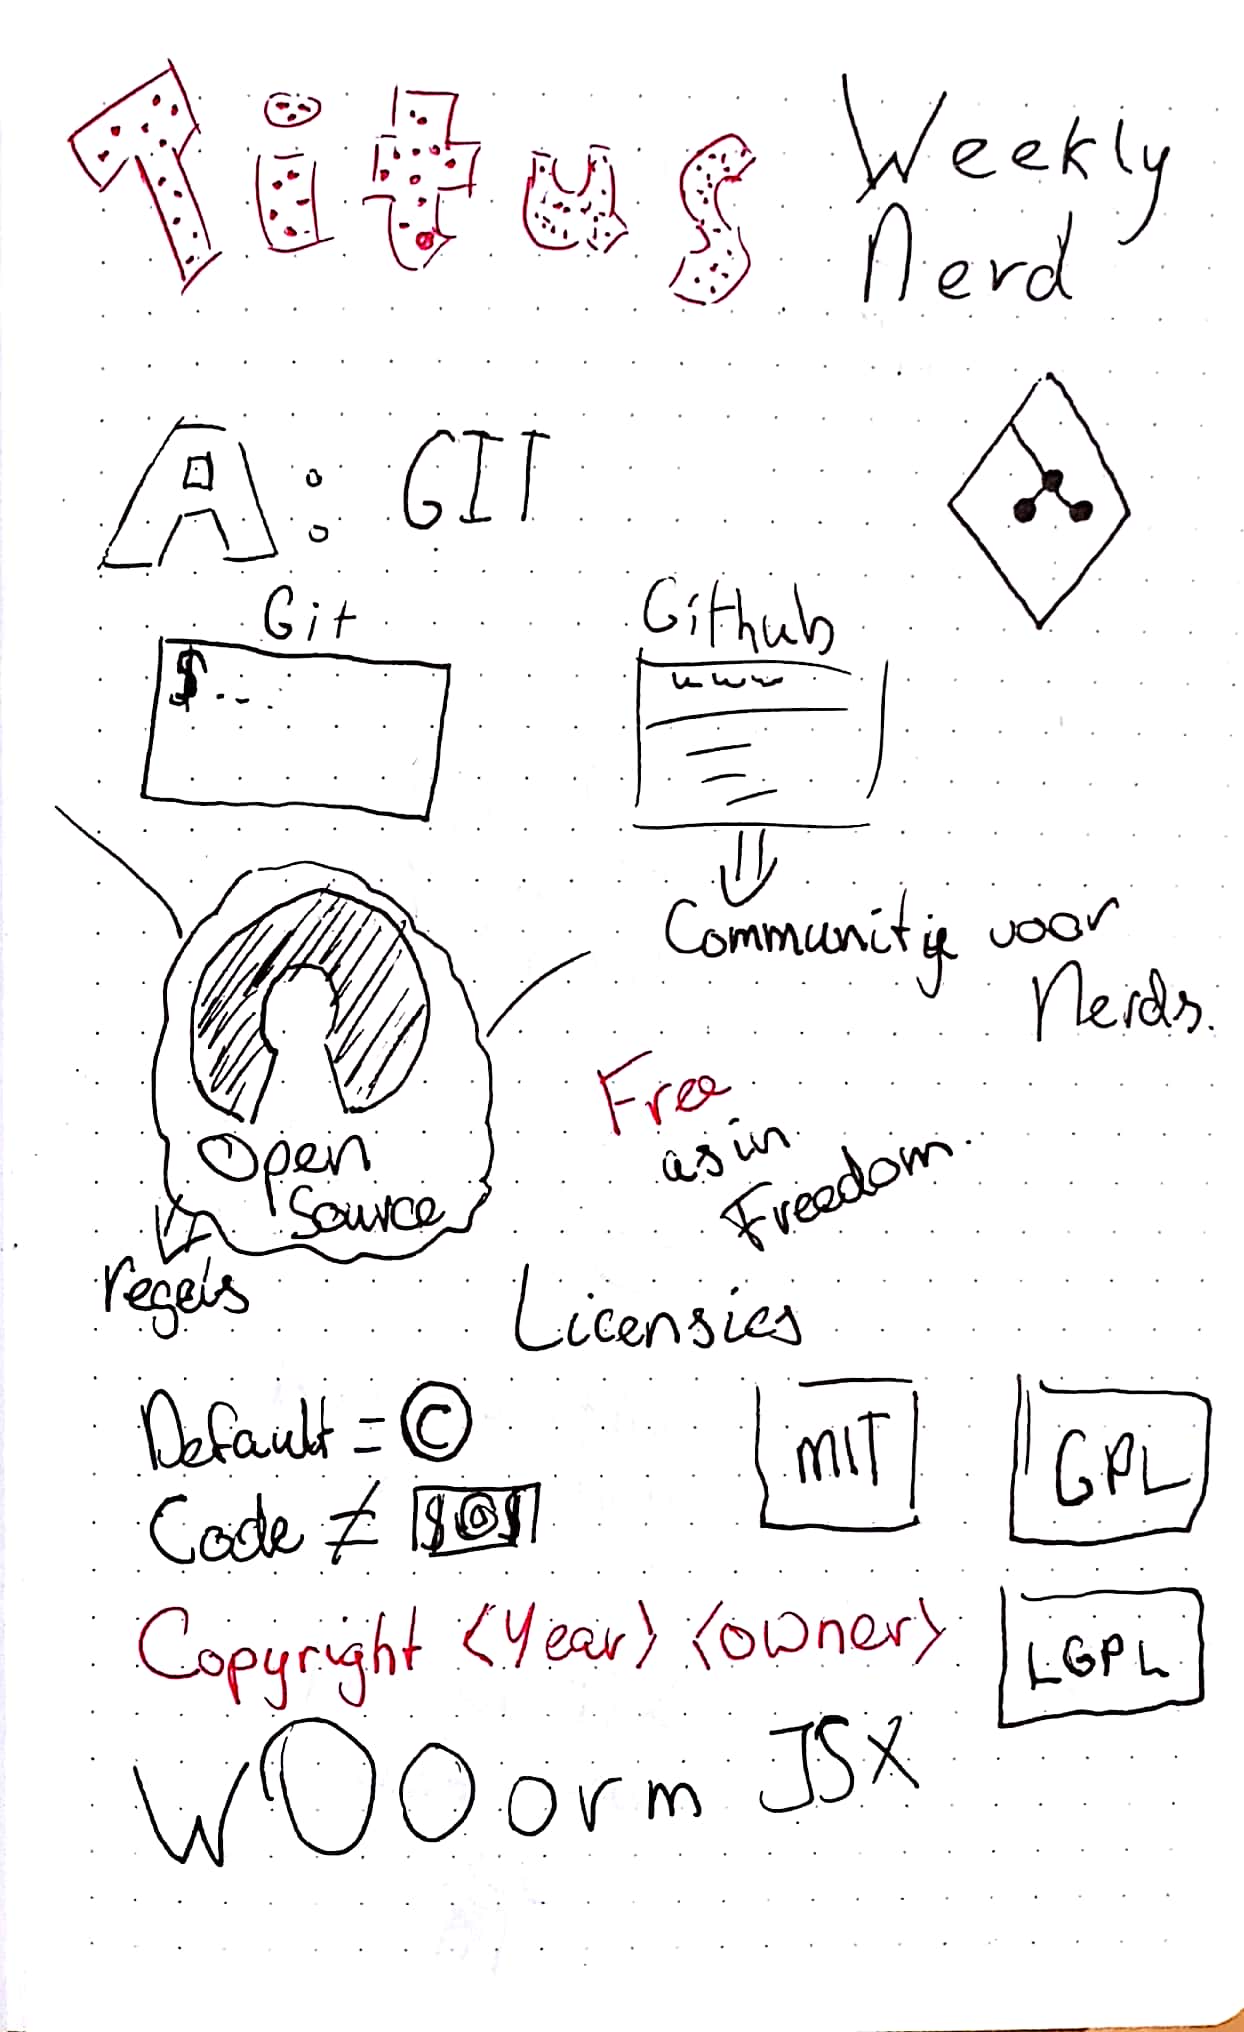 Titus Weekly
Nerd
A: GIT
Git
Github
$ _ _
www
Community voor
Nerds.
Free
as in
Freedom.
Open
Source
regels
Licensies
Default = ©
MIT
GPL
Code ≠ $@$
Copyright <Year> <owner>
LGPL
wOOorm JSX